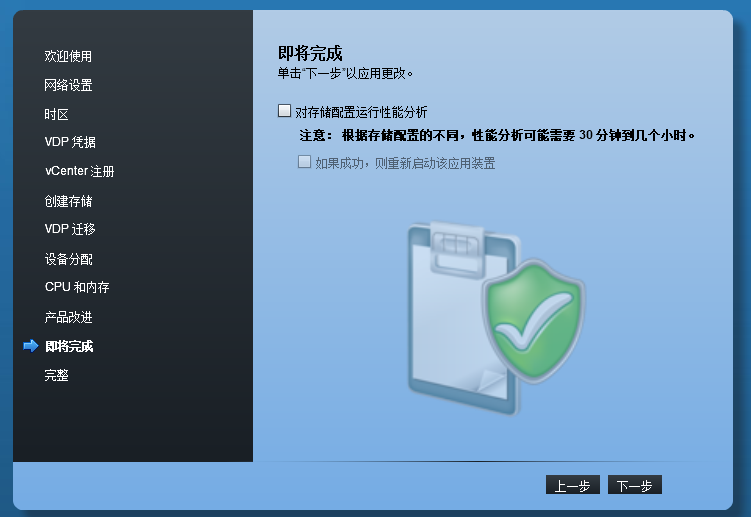 欢迎使用
网络设置
时区
VDP 凭据
vCenter 注册
创建存储
VDP 迁移
设备分配
CPU 和内存
产品改进
即将完成
完整
即将完成
单击“下一步”以应用更改。
对存储配置运行性能分析
注意： 根据存储配置的不同，性能分析可能需要 30 分钟到几个小时。
如果成功，则重新启动该应用装置
上一步
下一步